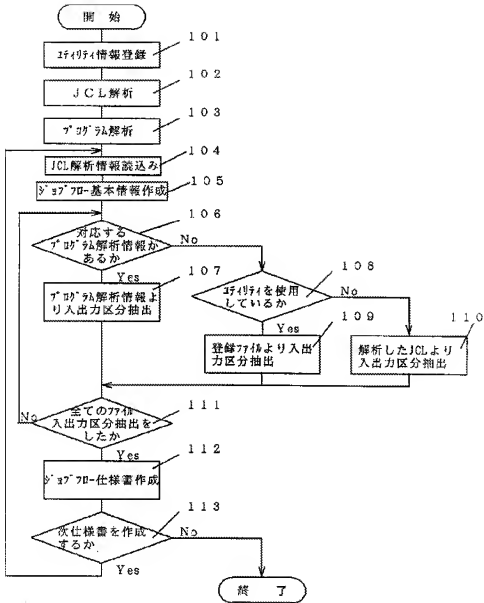 開 始
101
ﾕﾃｨﾘﾃｨ情報登録
102
JCL解析
103
ﾌﾟﾛｸﾞﾗﾑ解析
104
JCL解析情報読込み
105
ｼﾞｮﾌﾞﾌﾛｰ基本情報作成
106
対応する
ﾌﾟﾛｸﾞﾗﾑ解析情報が
あるか
No
Yes
107
ﾌﾟﾛｸﾞﾗﾑ解析情報よ
り入出力区分抽出
108
ﾕﾃｨﾘﾃｨを使用
しているか
No
Yes
109
登録ﾌｧｲﾙより入出
力区分抽出
110
解析したJCLより
入出力区分抽出
111
全てのﾌｧｲﾙ
入出力区分抽出を
したか
No
Yes
112
ｼﾞｮﾌﾞﾌﾛｰ仕様書作成
113
次仕様書を作成
するか
No
Yes
終 了